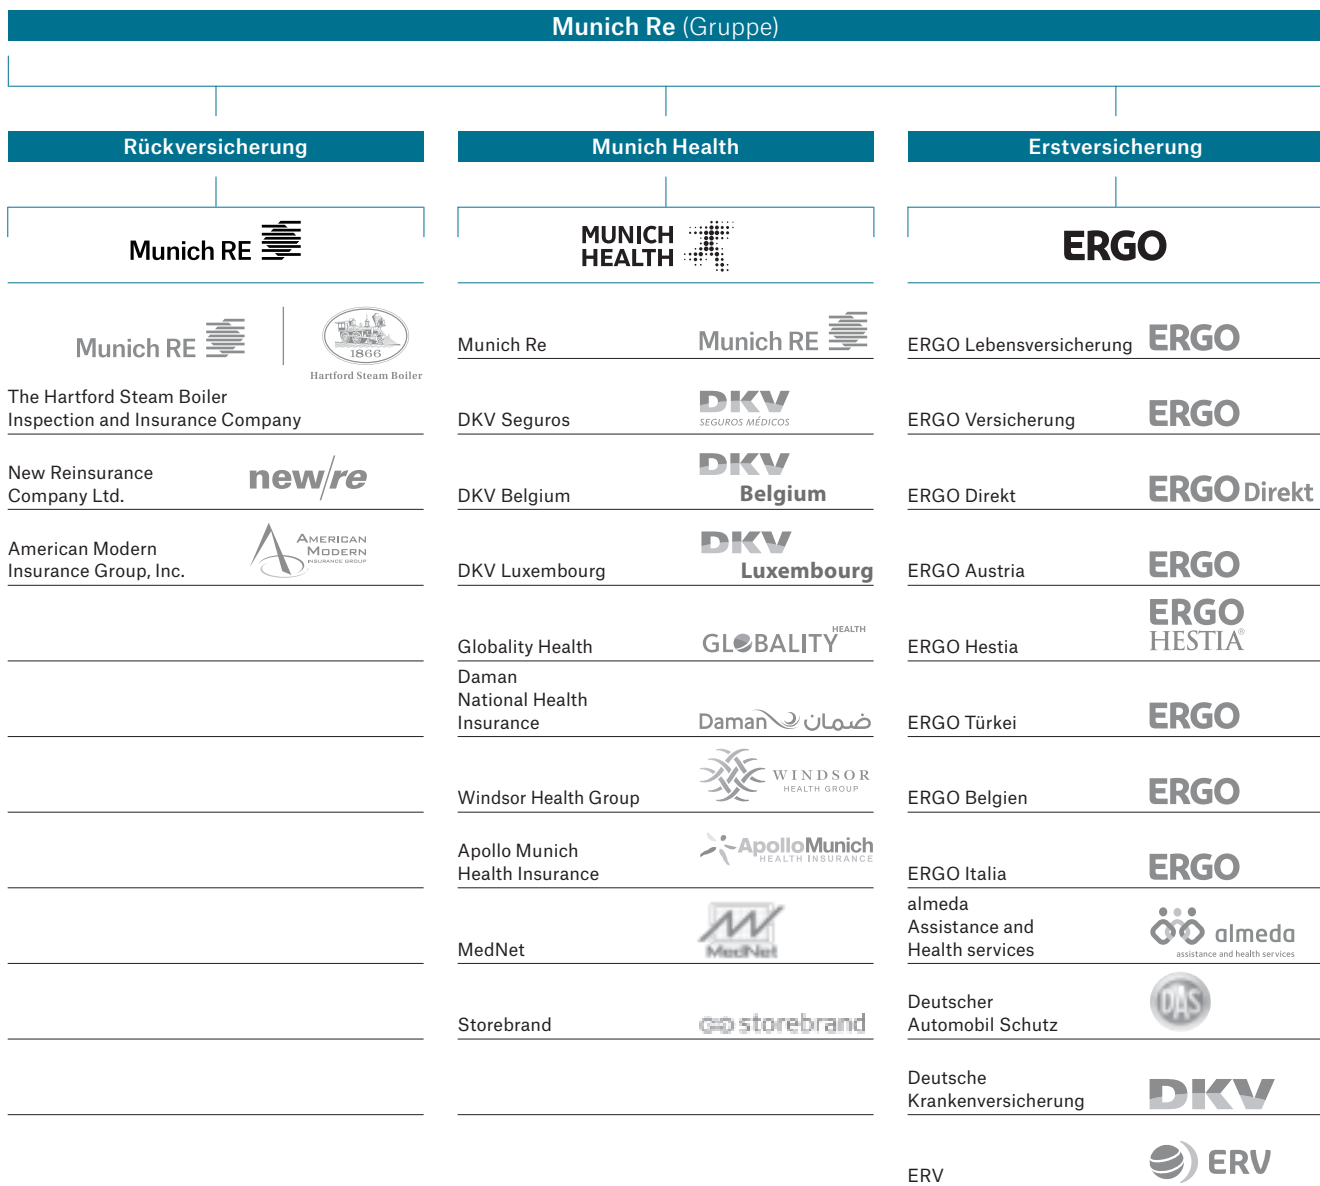 Munich Re (Gruppe)
Rückversicherung
Munich RE
Munich RE
1866
Hartford Steam Boiler
The Hartford Steam Boiler
Inspection and Insurance Company
New Reinsurance
Company Ltd.
new/re
American Modern
Insurance Group, Inc.
AMERICAN
MODERN
INSURANCE GROUP
Munich Health
MUNICH
HEALTH
Munich Re
Munich RE
DKV Seguros
DKV
SEGUROS MÉDICOS
DKV Belgium
DKV
Belgium
DKV Luxembourg
DKV
Luxembourg
Globality Health
GLOBALITY HEALTH
Daman
National Health
Insurance
Daman ضمان
Windsor Health Group
WINDSOR
HEALTH GROUP
Apollo Munich
Health Insurance
ApolloMunich
HEALTH INSURANCE
MedNet
MedNet
Storebrand
storebrand
Erstversicherung
ERGO
ERGO Lebensversicherung
ERGO
ERGO Versicherung
ERGO
ERGO Direkt
ERGO Direkt
ERGO Austria
ERGO
ERGO Hestia
ERGO
HESTIA®
ERGO Türkei
ERGO
ERGO Belgien
ERGO
ERGO Italia
ERGO
almeda
Assistance and
Health services
almeda
assistance and health services
Deutscher
Automobil Schutz
DAS
Deutsche
Krankenversicherung
DKV
ERV
ERV